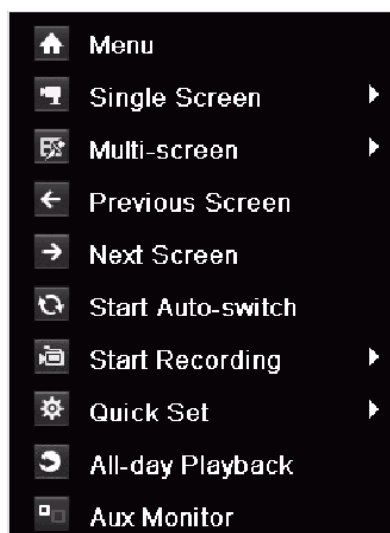 Menu
Single Screen
Multi-screen
Previous Screen
Next Screen
Start Auto-switch
Start Recording
Quick Set
All-day Playback
Aux Monitor